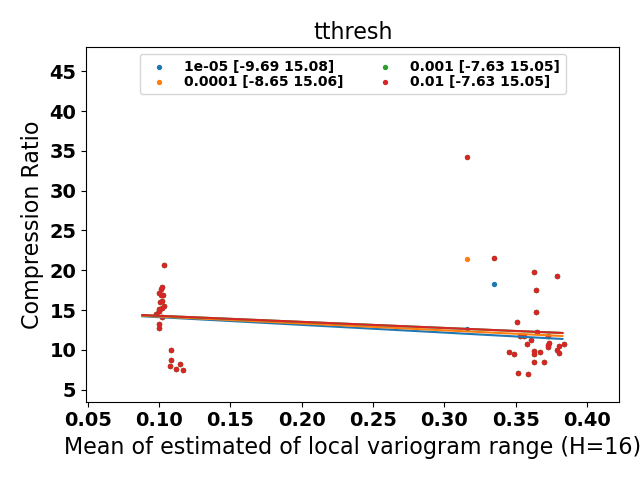 tthresh
1e-05 [-9.69 15.08]
0.0001 [-8.65 15.06]
0.001 [-7.63 15.05]
0.01 [-7.63 15.05]
Compression Ratio
45
40
35
30
25
20
15
10
5
0.05 0.10 0.15 0.20 0.25 0.30 0.35 0.40
Mean of estimated of local variogram range (H=16)